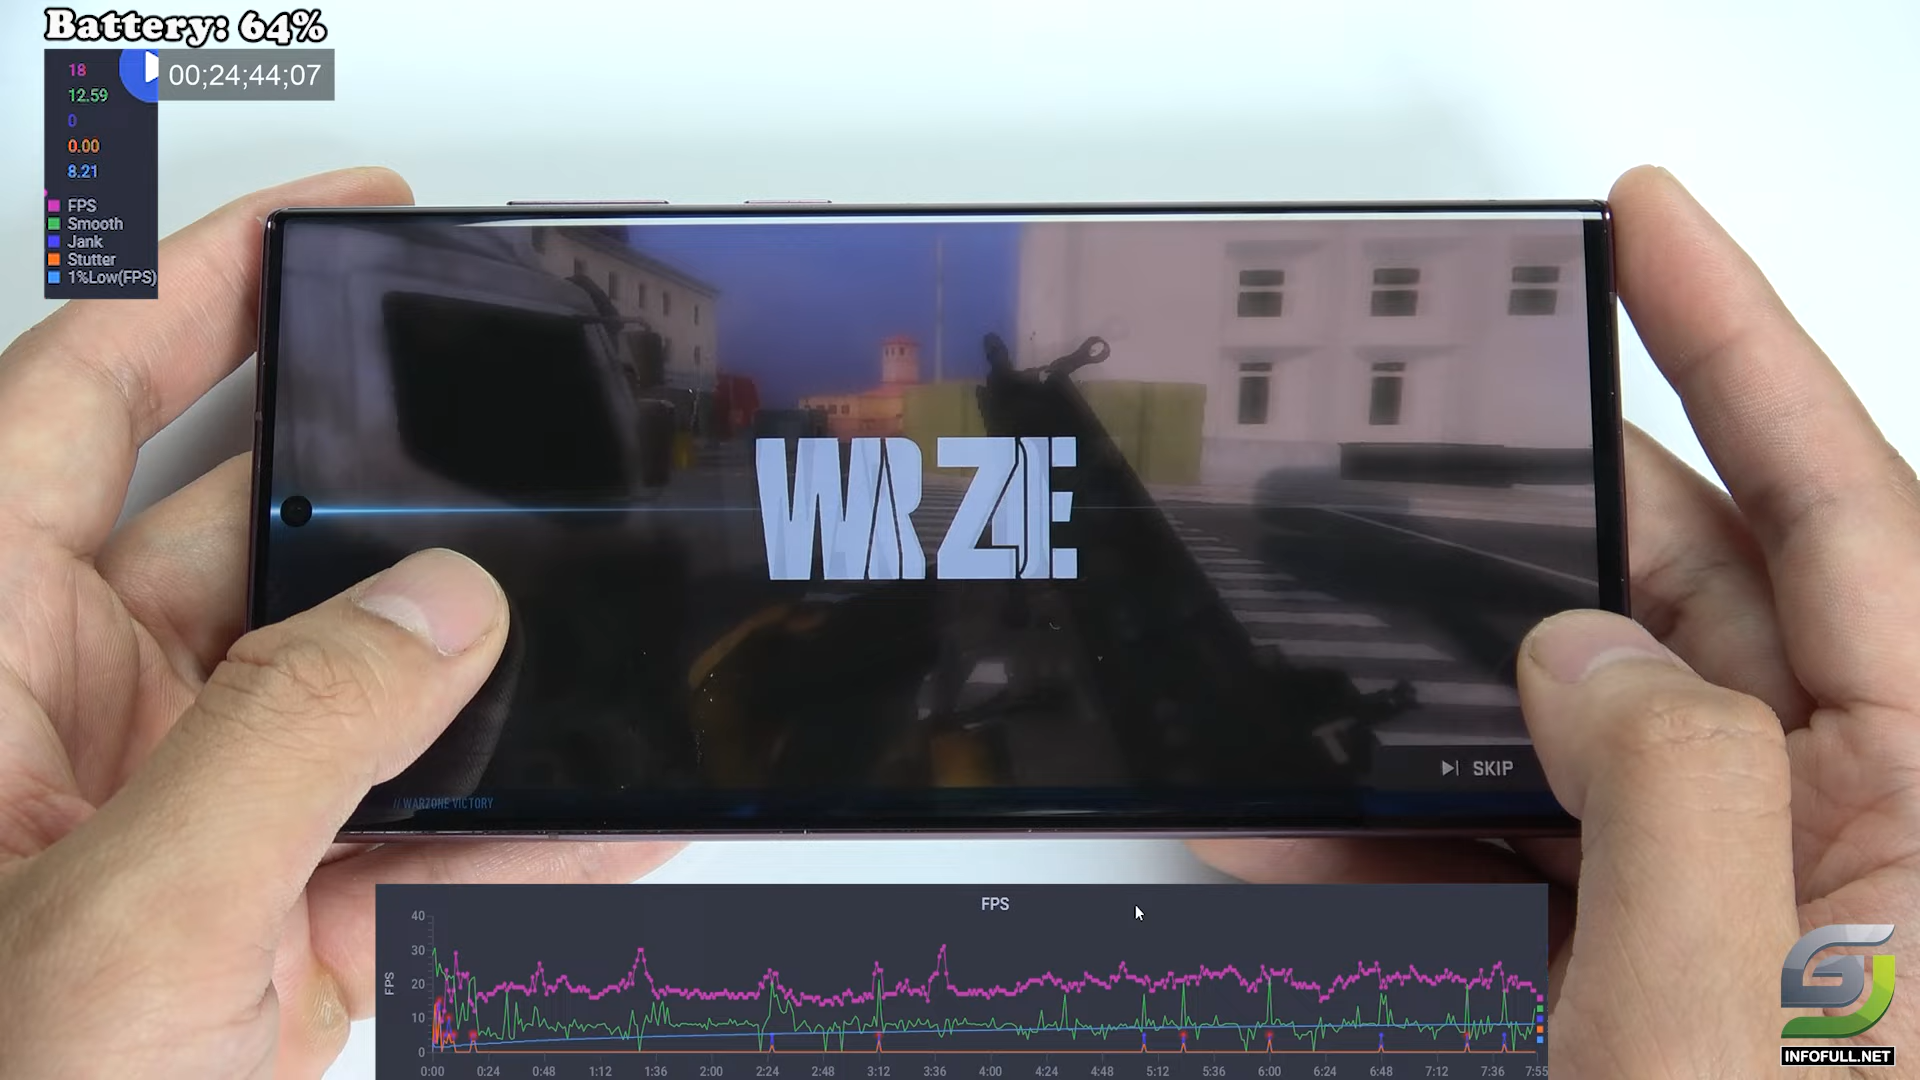 Battery: 64%
00;24;44;07
18
12.59
0
0.00
8.21
FPS
Smooth
Jank
Stutter
1%Low(FPS)
WARZONE
SKIP
// WARZONE VICTORY
FPS
FPS
40
30
20
10
0
0:00 0:24 0:48 1:12 1:36 2:00 2:24 2:48 3:12 3:36 4:00 4:24 4:48 5:12 5:36 6:00 6:24 6:48 7:12 7:36 7:55
INFOFULL.NET